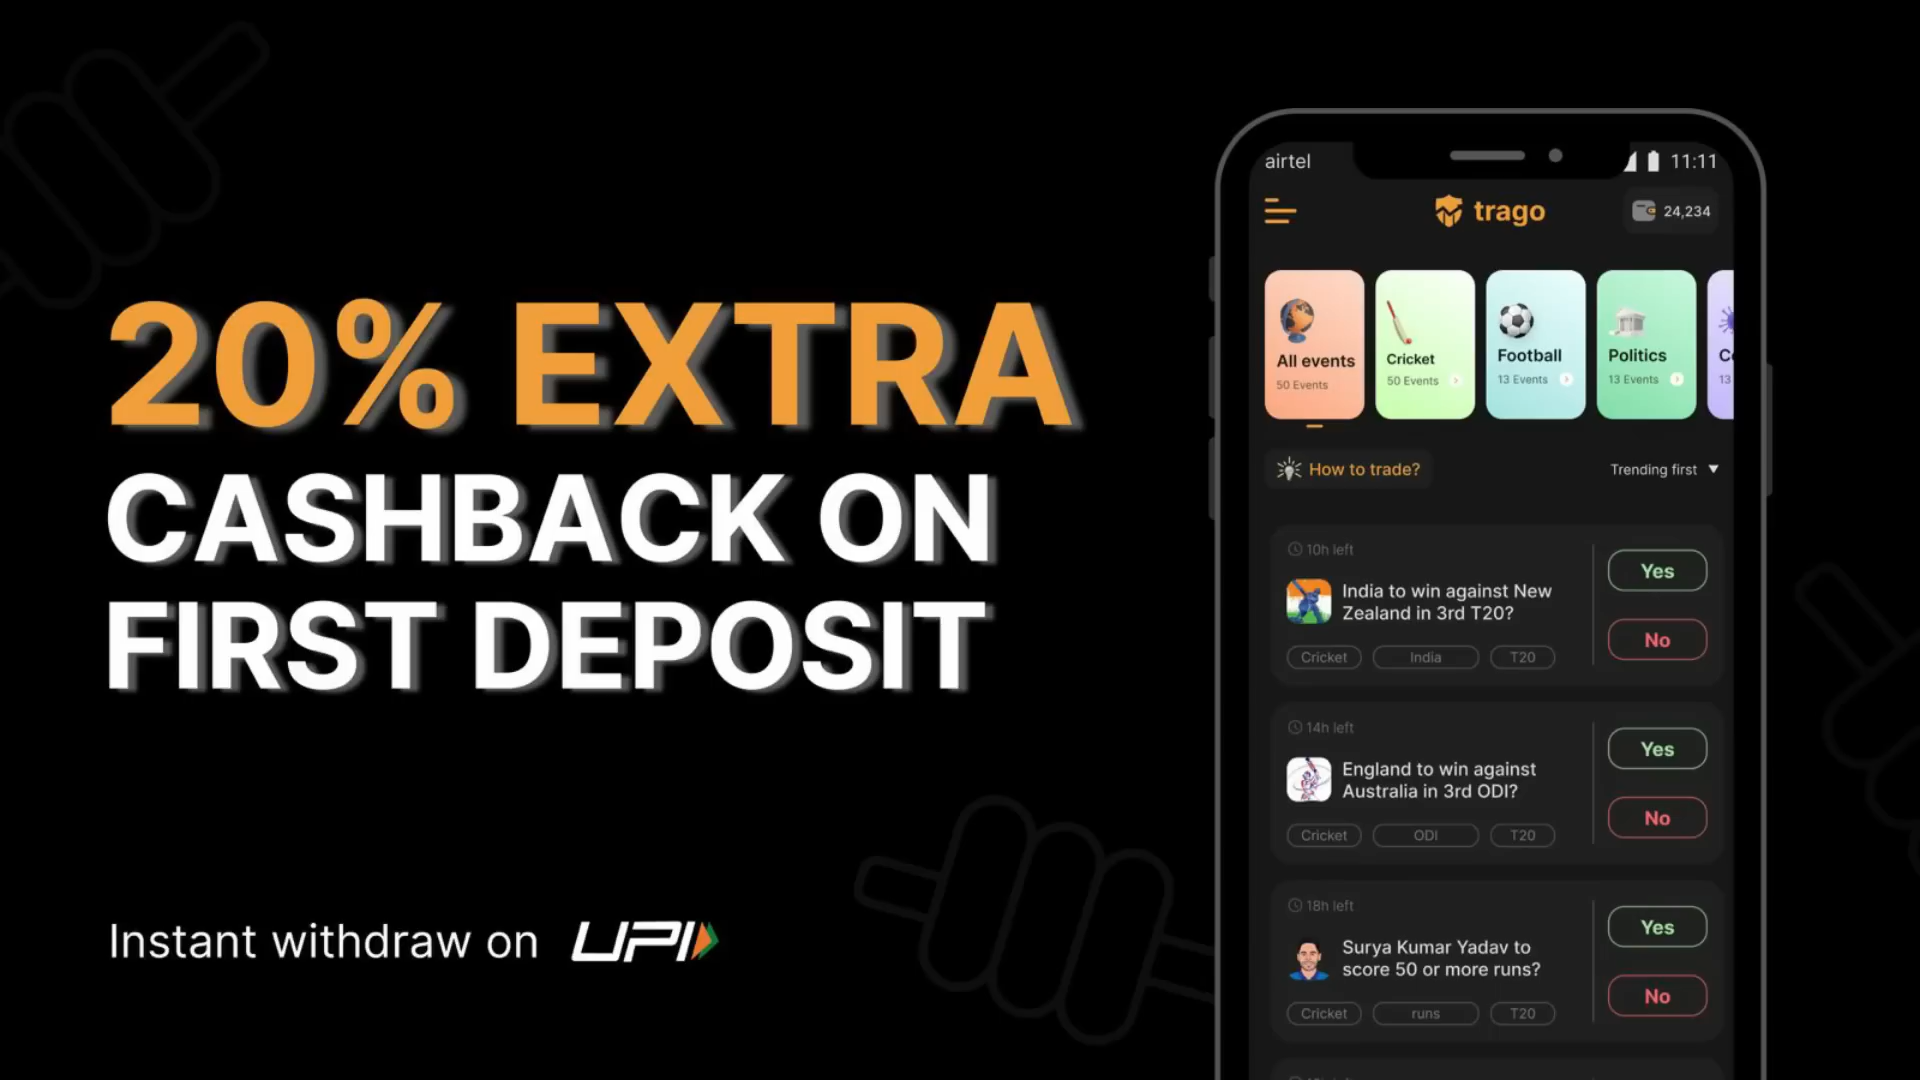 20% EXTRA
CASHBACK ON
FIRST DEPOSIT
Instant withdraw on UPI
airtel
11:11
trago
24,234
All events
50 Events
Cricket
50 Events
Football
13 Events
Politics
13 Events
13
How to trade?
Trending first
10h left
India to win against New
Zealand in 3rd T20?
Cricket India T20
Yes
No
14h left
England to win against
Australia in 3rd ODI?
Cricket ODI T20
Yes
No
18h left
Surya Kumar Yadav to
score 50 or more runs?
Cricket runs T20
Yes
No